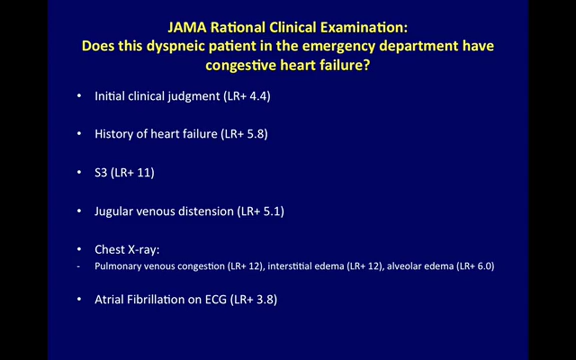 JAMA Rational Clinical Examination:
Does this dyspneic patient in the emergency department have
congestive heart failure?
• Initial clinical judgment (LR+ 4.4)
• History of heart failure (LR+ 5.8)
• S3 (LR+ 11)
• Jugular venous distension (LR+ 5.1)
• Chest X-ray:
- Pulmonary venous congestion (LR+ 12), interstitial edema (LR+ 12), alveolar edema (LR+ 6.0)
• Atrial Fibrillation on ECG (LR+ 3.8)